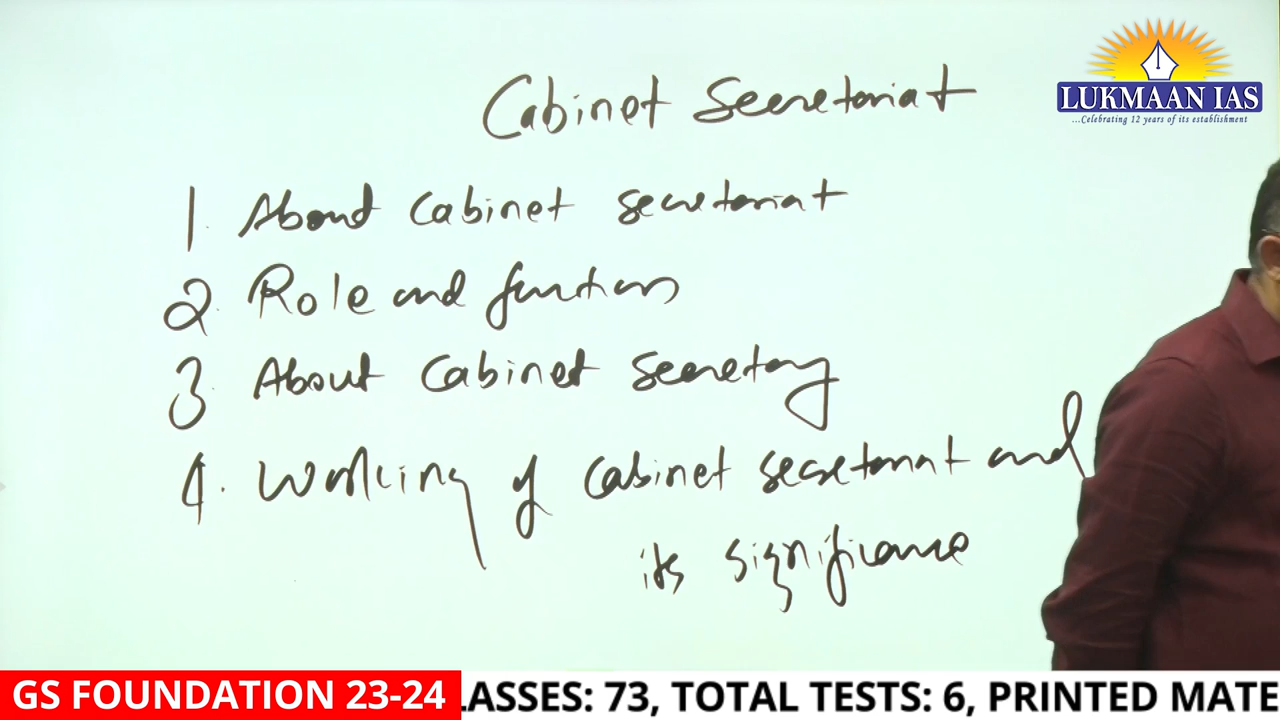 Cabinet Secretariat
LUKMAAN IAS
...Celebrating 12 years of its establishment
1. About Cabinet Secretariat
2. Role and functions
3. About Cabinet Secretary
4. Working of Cabinet Secretariat and
its significance
GS FOUNDATION 23-24
LASSES: 73, TOTAL TESTS: 6, PRINTED MATE